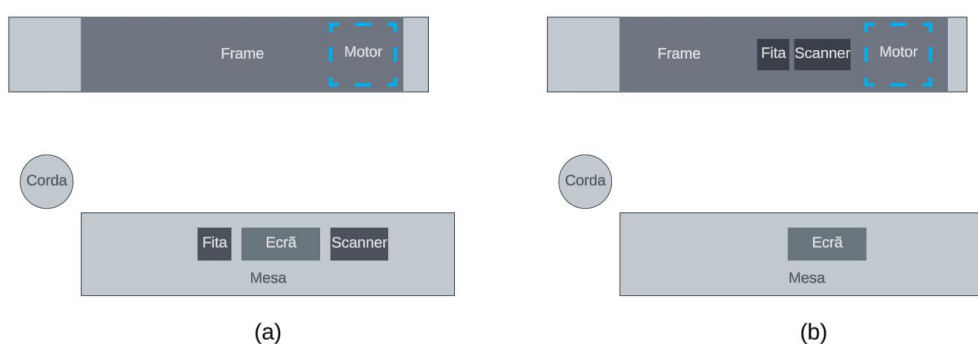 Frame
Motor
Corda
Fita
Ecrã
Scanner
Mesa
(a)
Frame
Fita
Scanner
Motor
Corda
Ecrã
Mesa
(b)